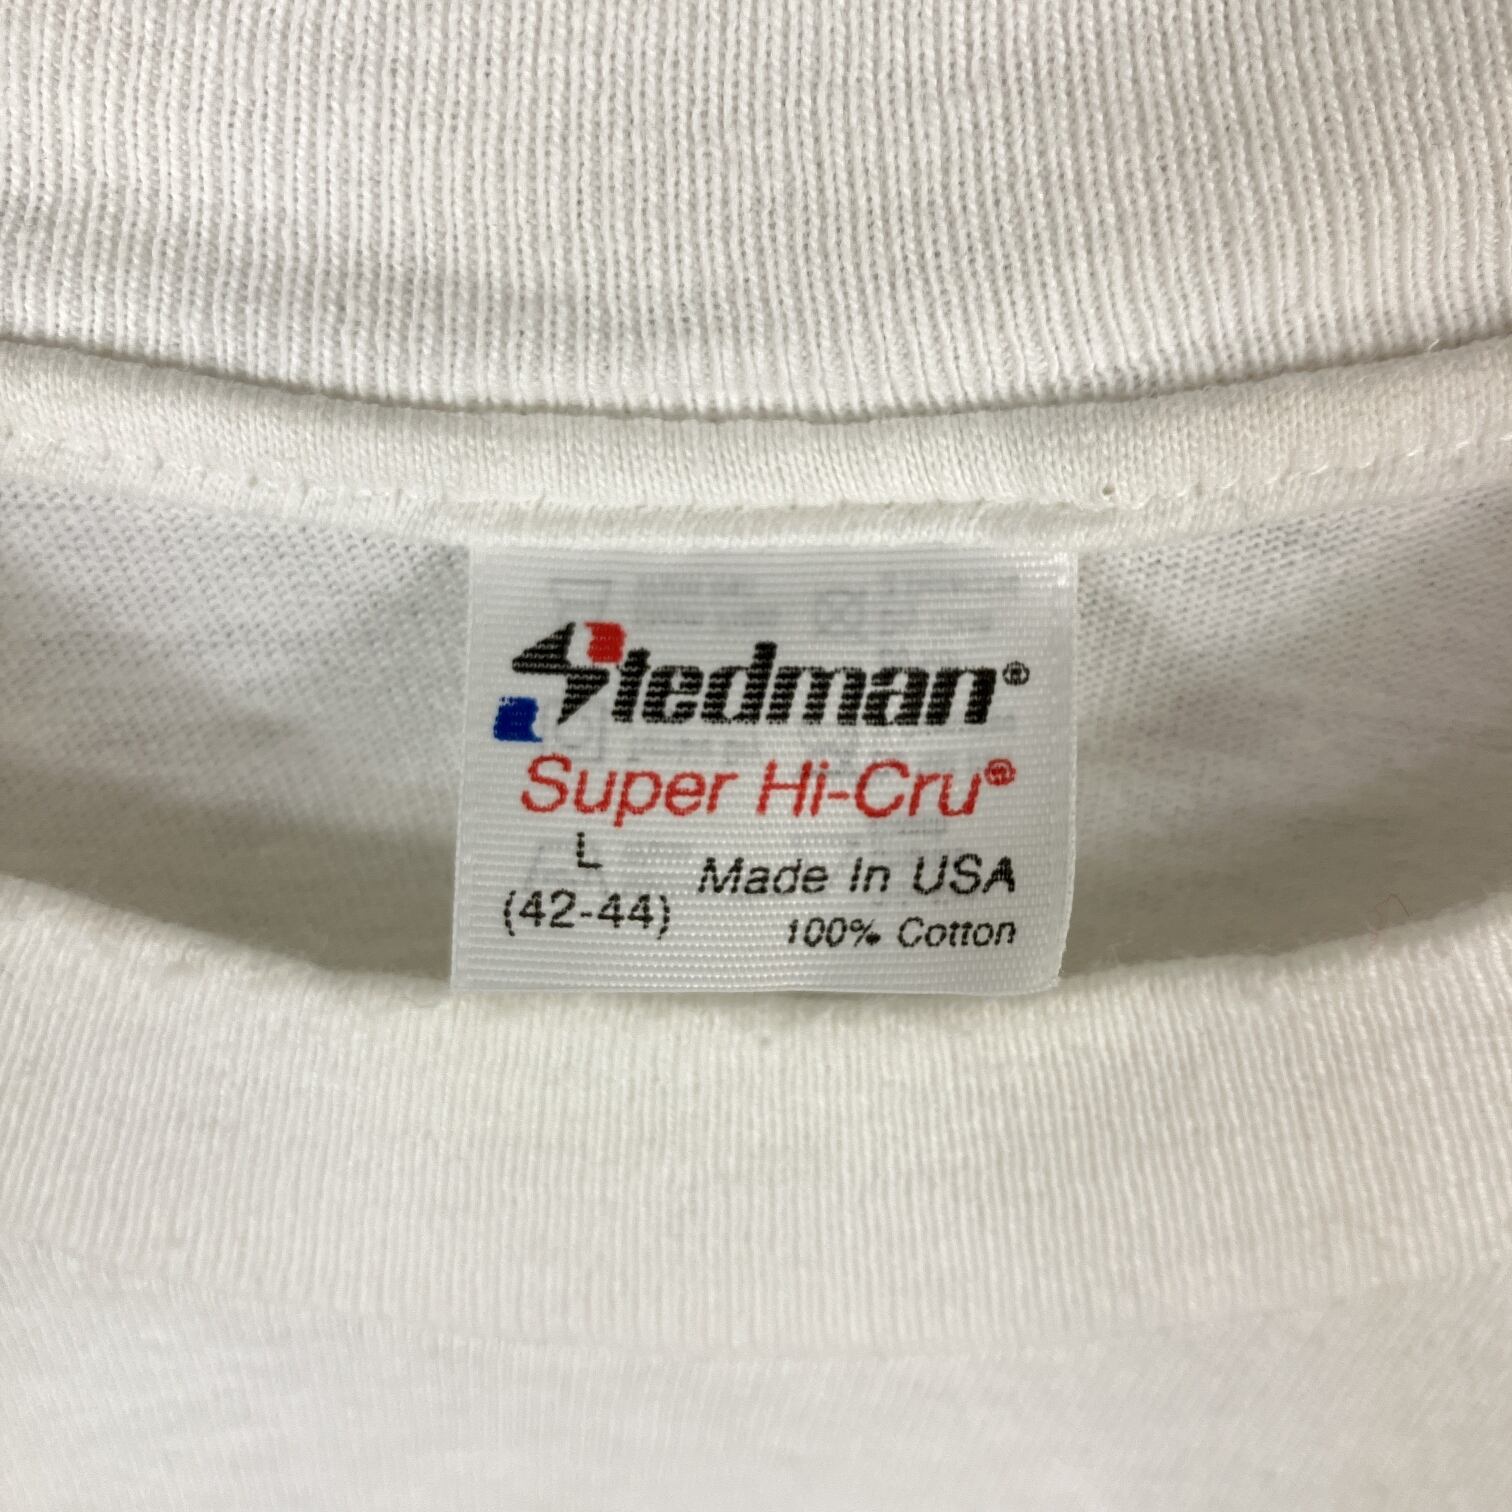 Stedman®
Super Hi-Cru®
L
(42-44)
Made In USA
100% Cotton